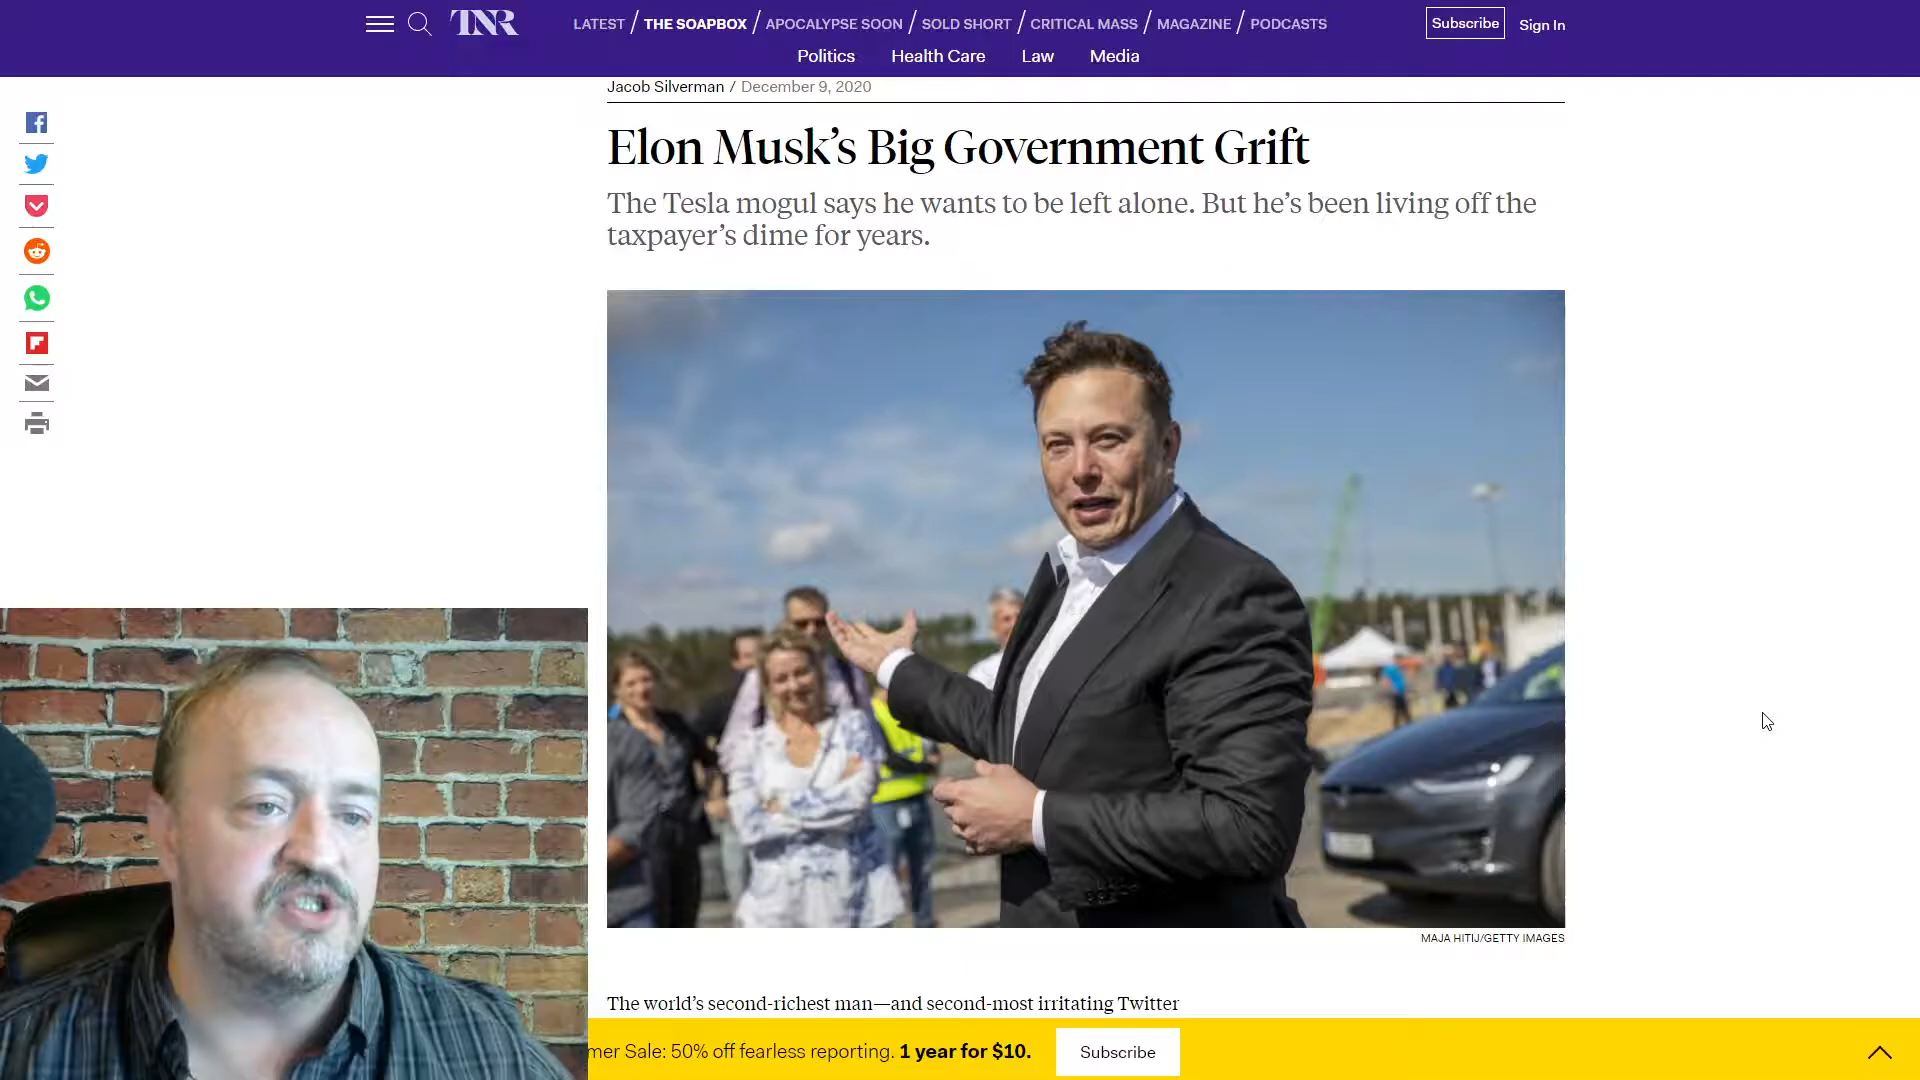 TNR
LATEST / THE SOAPBOX / APOCALYPSE SOON / SOLD SHORT / CRITICAL MASS / MAGAZINE / PODCASTS
Subscribe
Sign In
Politics Health Care Law Media
Jacob Silverman / December 9, 2020
Elon Musk’s Big Government Grift
The Tesla mogul says he wants to be left alone. But he’s been living off the
taxpayer’s dime for years.
MAJA HITIJ/GETTY IMAGES
The world’s second-richest man—and second-most irritating Twitter
mer Sale: 50% off fearless reporting. 1 year for $10.
Subscribe